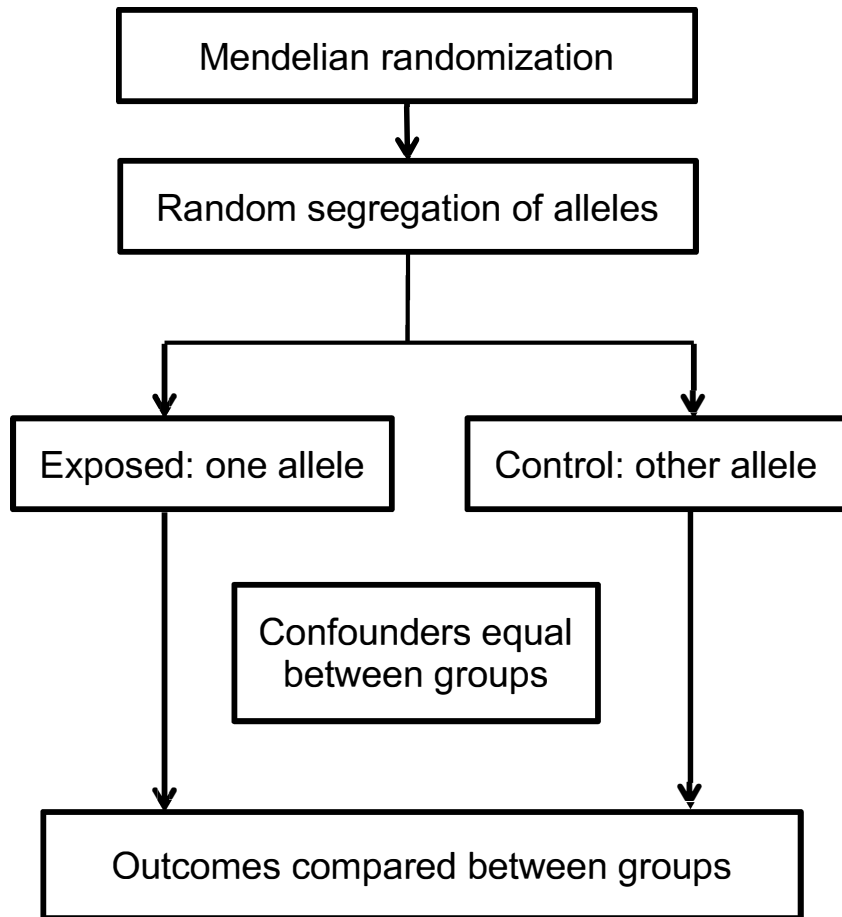 Mendelian randomization
Random segregation of alleles
Exposed: one allele
Control: other allele
Confounders equal
between groups
Outcomes compared between groups